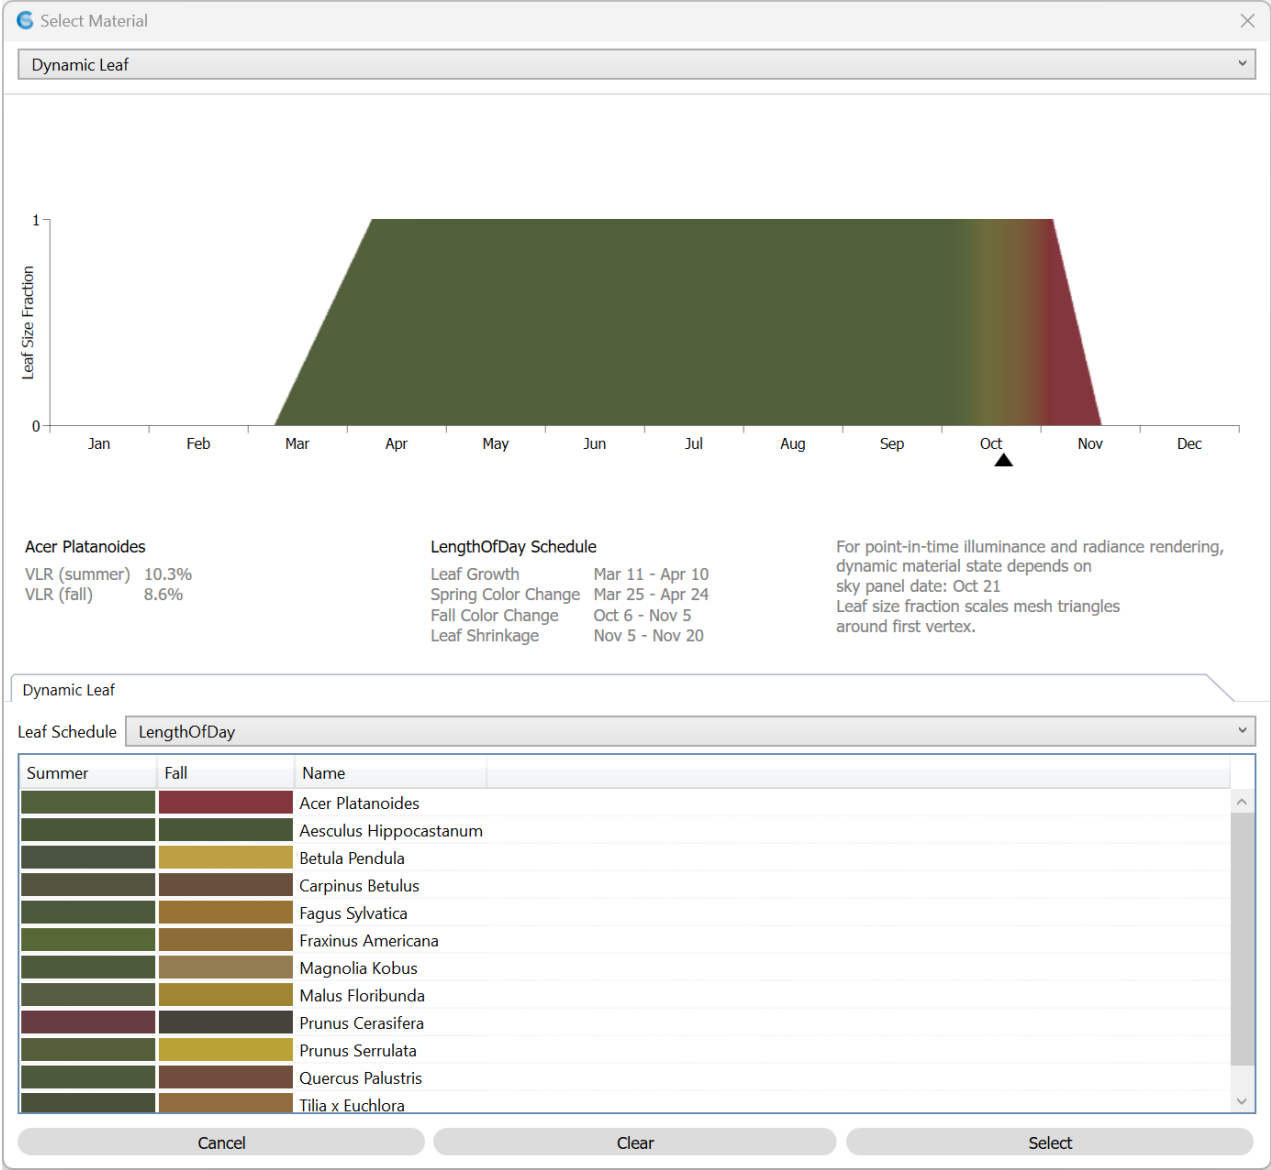 Select Material
Dynamic Leaf
1
Leaf Size Fraction
0
Jan Feb Mar Apr May Jun Jul Aug Sep Oct Nov Dec
Acer Platanoides
VLR (summer) 10.3%
VLR (fall) 8.6%
LengthOfDay Schedule
Leaf Growth Mar 11 - Apr 10
Spring Color Change Mar 25 - Apr 24
Fall Color Change Oct 6 - Nov 5
Leaf Shrinkage Nov 5 - Nov 20
For point-in-time illuminance and radiance rendering,
dynamic material state depends on
sky panel date: Oct 21
Leaf size fraction scales mesh triangles
around first vertex.
Dynamic Leaf
Leaf Schedule LengthOfDay
Summer Fall Name
Acer Platanoides
Aesculus Hippocastanum
Betula Pendula
Carpinus Betulus
Fagus Sylvatica
Fraxinus Americana
Magnolia Kobus
Malus Floribunda
Prunus Cerasifera
Prunus Serrulata
Quercus Palustris
Tilia x Euchlora
Cancel Clear Select